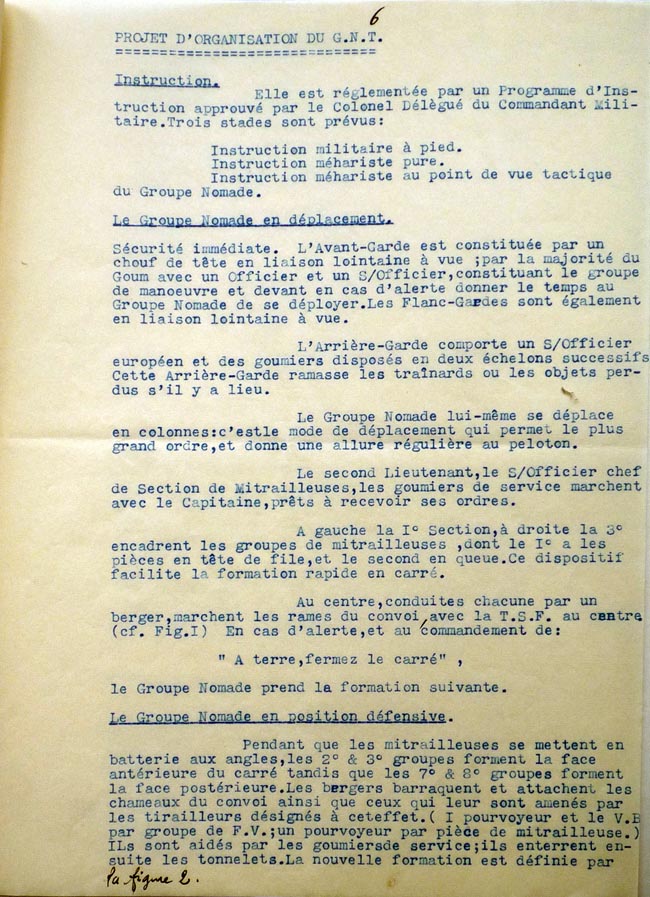 6
PROJET D'ORGANISATION DU G.N.T.
==============================
Instruction.
Elle est réglementée par un Programme d'Ins-
truction approuvé par le Colonel Délégué du Commandant Mili-
taire.Trois stades sont prévus:
Instruction militaire à pied.
Instruction méhariste pure.
Instruction méhariste au point de vue tactique
du Groupe Nomade.
Le Groupe Nomade en déplacement.
Sécurité immédiate. L'Avant-Garde est constituée par un
chouf de tête en liaison lointaine à vue ;par la majorité du
Goum avec un Officier et un S/Officier,constituant le groupe
de manoeuvre et devant en cas d'alerte donner le temps au
Groupe Nomade de se déployer.Les Flanc-Gardes sont également
en liaison lointaine à vue.
L'Arrière-Garde comporte un S/Officier
européen et des goumiers disposés en deux échelons successifs
Cette Arrière-Garde ramasse les traînards ou les objets per-
dus s'il y a lieu.
Le Groupe Nomade lui-même se déplace
en colonnes:c'estle mode de déplacement qui permet le plus
grand ordre,et donne une allure régulière au peloton.
Le second Lieutenant,le S/Officier chef
de Section de Mitrailleuses,les goumiers de service marchent
avec le Capitaine,prêts à recevoir ses ordres.
A gauche la I° Section,à droite la 3°
encadrent les groupes de mitrailleuses ,dont le I° a les
pièces en tête de file,et le second en queue.Ce dispositif
facilite la formation rapide en carré.
Au centre,conduites chacune par un
berger,marchent les rames du convoi,avec la T.S.F. au centre
(cf. Fig.I) En cas d'alerte,et au commandement de:
" A terre,fermez le carré" ,
le Groupe Nomade prend la formation suivante.
Le Groupe Nomade en position défensive.
Pendant que les mitrailleuses se mettent en
batterie aux angles,les 2° & 3° groupes forment la face
antérieure du carré tandis que les 7° & 8° groupes forment
la face postérieure.Les bergers barraquent et attachent les
chameaux du convoi ainsi que ceux qui leur sont amenés par
les tirailleurs désignés à ceteffet.( I pourvoyeur et le V.B
par groupe de F.V.;un pourvoyeur par pièce de mitrailleuse.)
ILs sont aidés par les goumiersde service;ils enterrent en-
suite les tonnelets.La nouvelle formation est définie par
la figure 2.